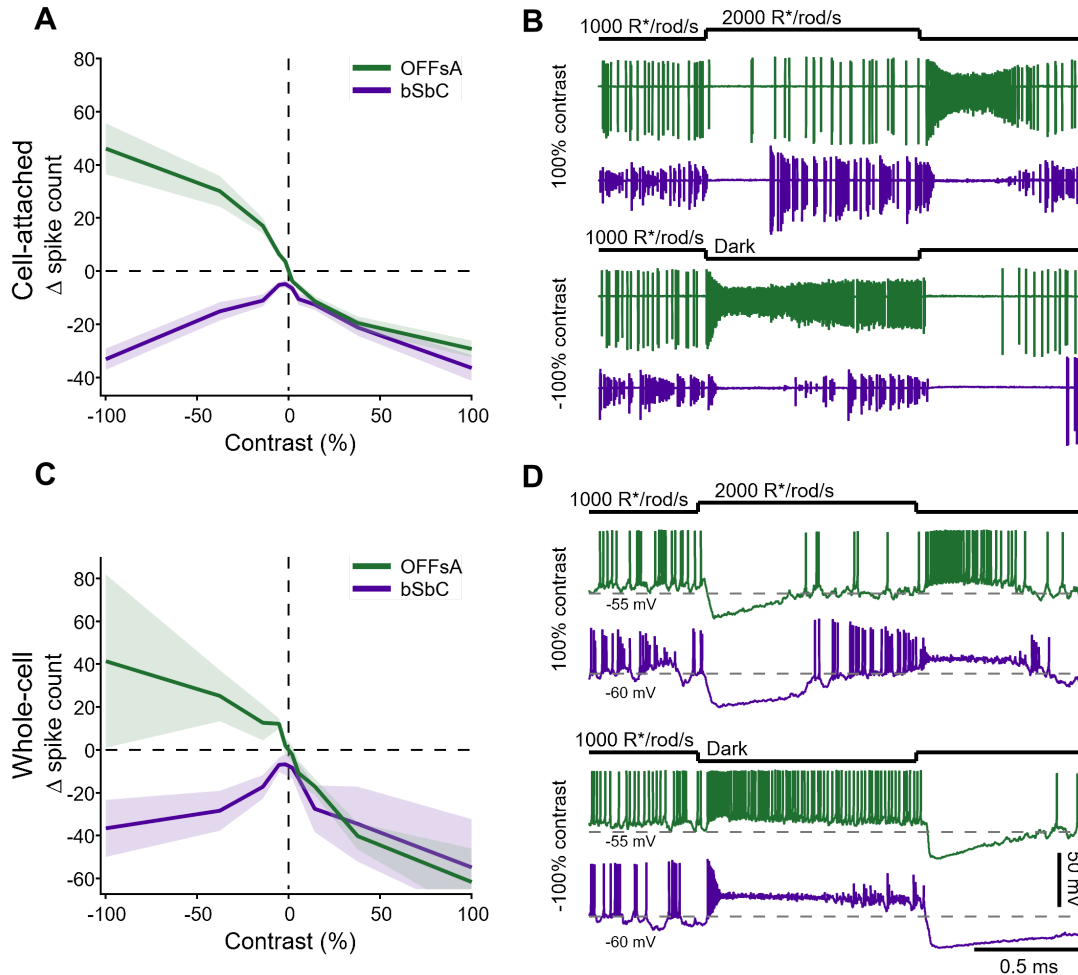 A
Cell-attached
Δ spike count
80
60
40
20
0
-20
-40
-100
-50
0
50
100
Contrast (%)
OFFsA
bSbC
B
1000 R*/rod/s
2000 R*/rod/s
100% contrast
1000 R*/rod/s
Dark
-100% contrast
C
Whole-cell
Δ spike count
80
60
40
20
0
-20
-40
-60
-100
-50
0
50
100
Contrast (%)
OFFsA
bSbC
D
1000 R*/rod/s
2000 R*/rod/s
100% contrast
-55 mV
-60 mV
1000 R*/rod/s
Dark
-100% contrast
-55 mV
-60 mV
50 mV
0.5 ms